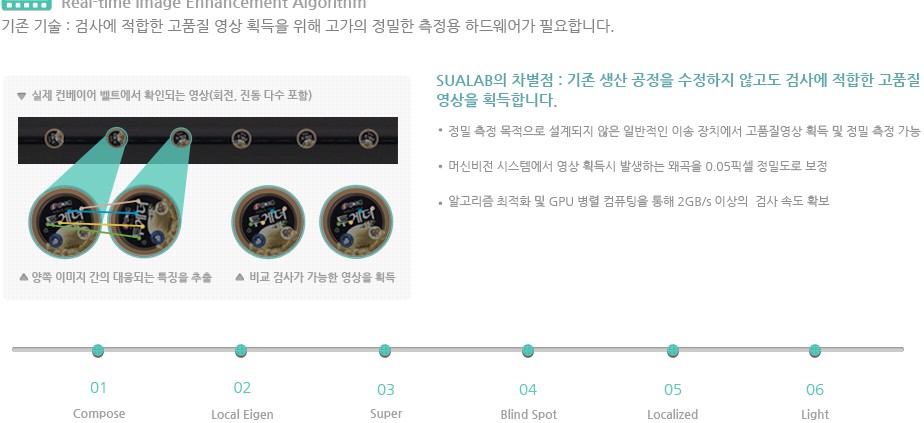 Real-time Image Enhancement Algorithm
기존 기술 : 검사에 적합한 고품질 영상 획득을 위해 고가의 정밀한 측정용 하드웨어가 필요합니다.
▼ 실제 컨베이어 벨트에서 확인되는 영상(회전, 진동 다수 포함)
▲ 양쪽 이미지 간의 대응되는 특징을 추출
▲ 비교 검사가 가능한 영상을 획득
SUALAB의 차별점 : 기존 생산 공정을 수정하지 않고도 검사에 적합한 고품질
영상을 획득합니다.
• 정밀 측정 목적으로 설계되지 않은 일반적인 이송 장치에서 고품질영상 획득 및 정밀 측정 가능
• 머신비전 시스템에서 영상 획득시 발생하는 왜곡을 0.05픽셀 정밀도로 보정
• 알고리즘 최적화 및 GPU 병렬 컴퓨팅을 통해 2GB/s 이상의 검사 속도 확보
01
Compose
02
Local Eigen
03
Super
04
Blind Spot
05
Localized
06
Light